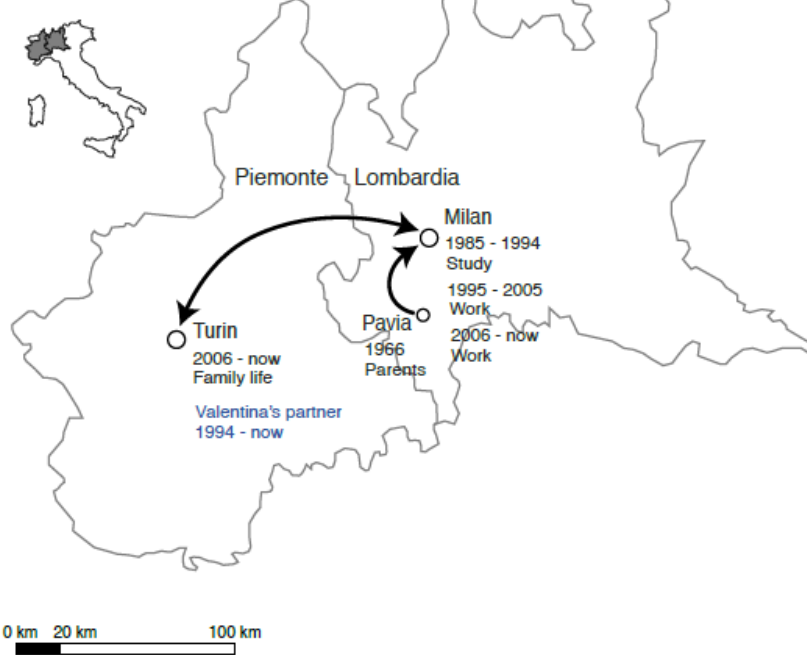 Piemonte
Lombardia
Milan
1985 - 1994
Study
1995 - 2005
Work
2006 - now
Work
Pavia
1966
Parents
Turin
2006 - now
Family life
Valentina's partner
1994 - now
0 km 20 km 100 km